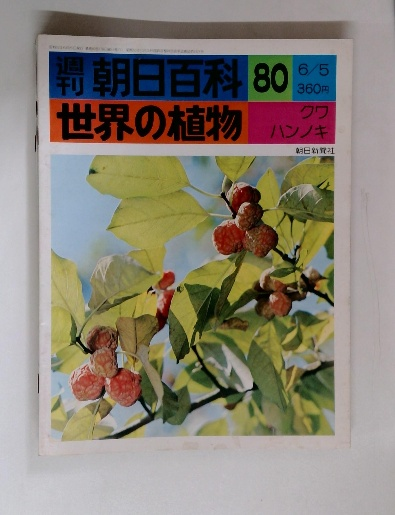 週刊 朝日百科 80 6/5 360円
世界の植物 クワ
ハンノキ
朝日新聞社